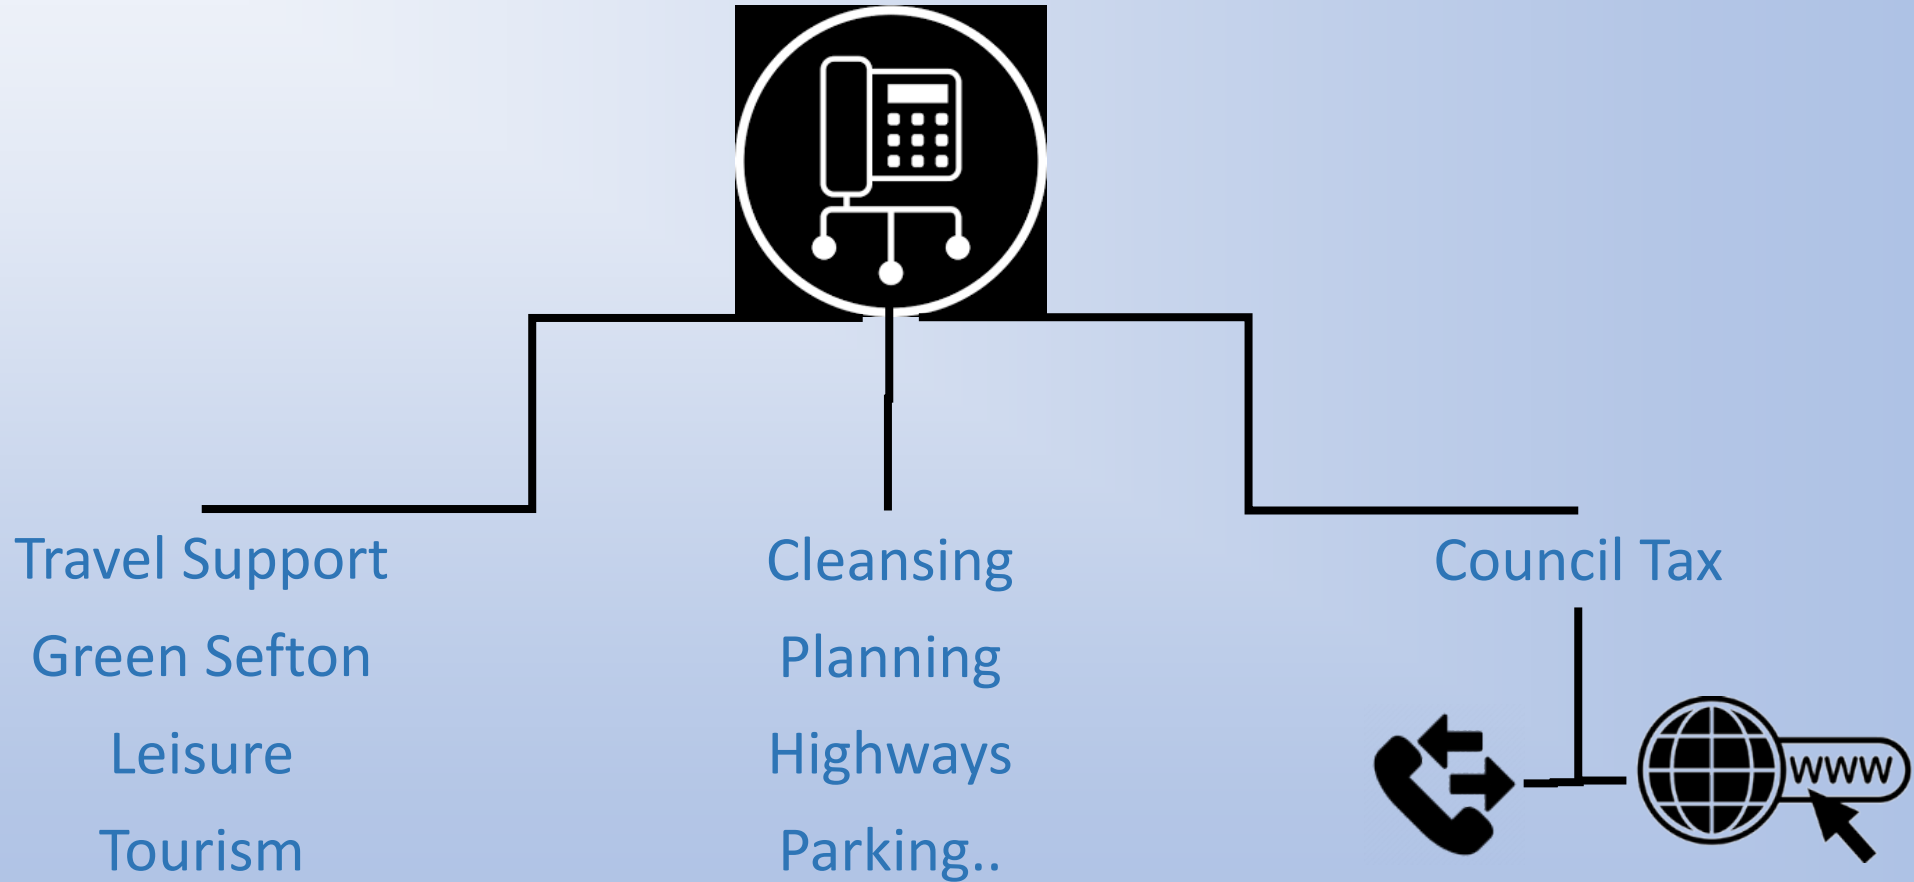 Travel Support
Green Sefton
Leisure
Tourism
Cleansing
Planning
Highways
Parking..
Council Tax
WWW